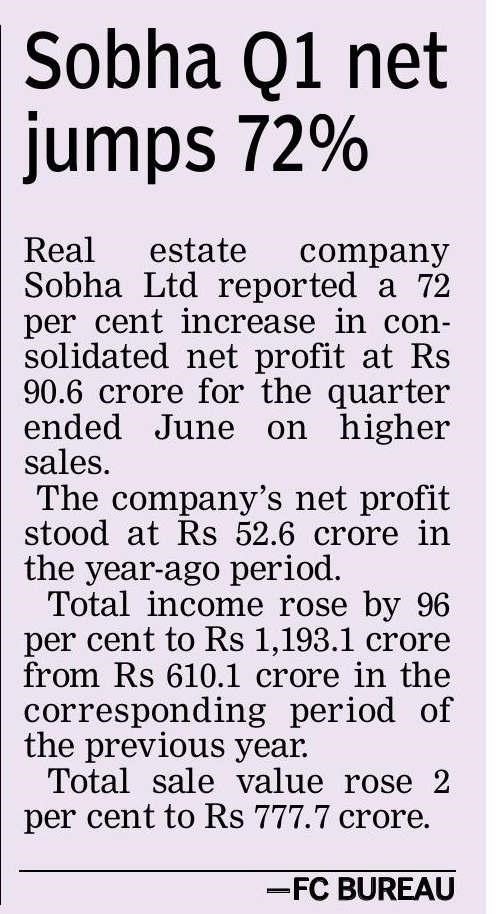 Sobha Q1 net
jumps 72%
Real estate company
Sobha Ltd reported a 72
per cent increase in con-
solidated net profit at Rs
90.6 crore for the quarter
ended June on higher
sales.
The company's net profit
stood at Rs 52.6 crore in
the year-ago period.
Total income rose by 96
per cent to Rs 1,193.1 crore
from Rs 610.1 crore in the
corresponding period of
the previous year.
Total sale value rose 2
per cent to Rs 777.7 crore.
—FC BUREAU